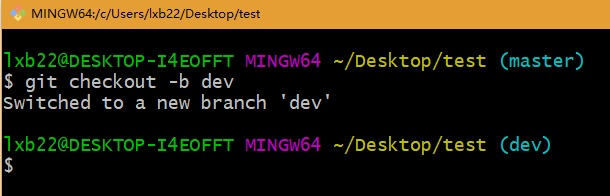 MINGW64:/c/Users/lxb22/Desktop/test
lxb22@DESKTOP-I4EOFFT MINGW64 ~/Desktop/test (master)
$ git checkout -b dev
Switched to a new branch 'dev'
lxb22@DESKTOP-I4EOFFT MINGW64 ~/Desktop/test (dev)
$